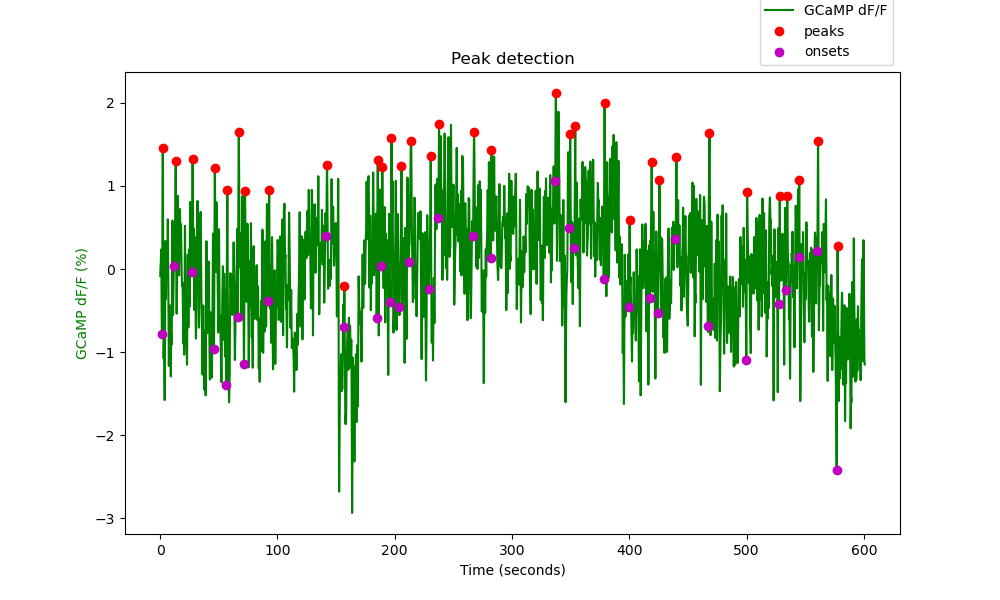 GCaMP dF/F
peaks
onsets
Peak detection
GCaMP dF/F (%)
2
1
0
−1
−2
−3
0
100
200
300
400
500
600
Time (seconds)